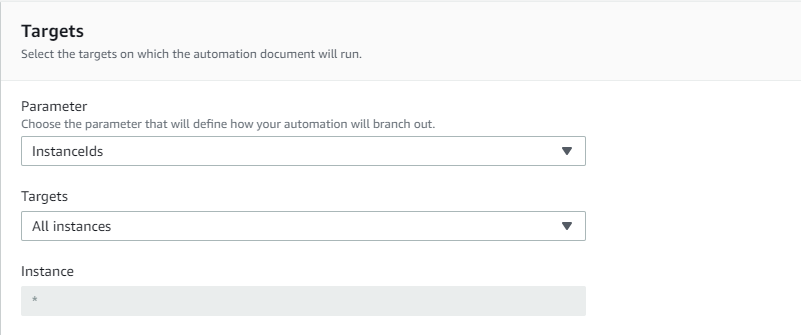 Targets
Select the targets on which the automation document will run.
Parameter
Choose the parameter that will define how your automation will branch out.
InstanceIds
Targets
All instances
Instance
*